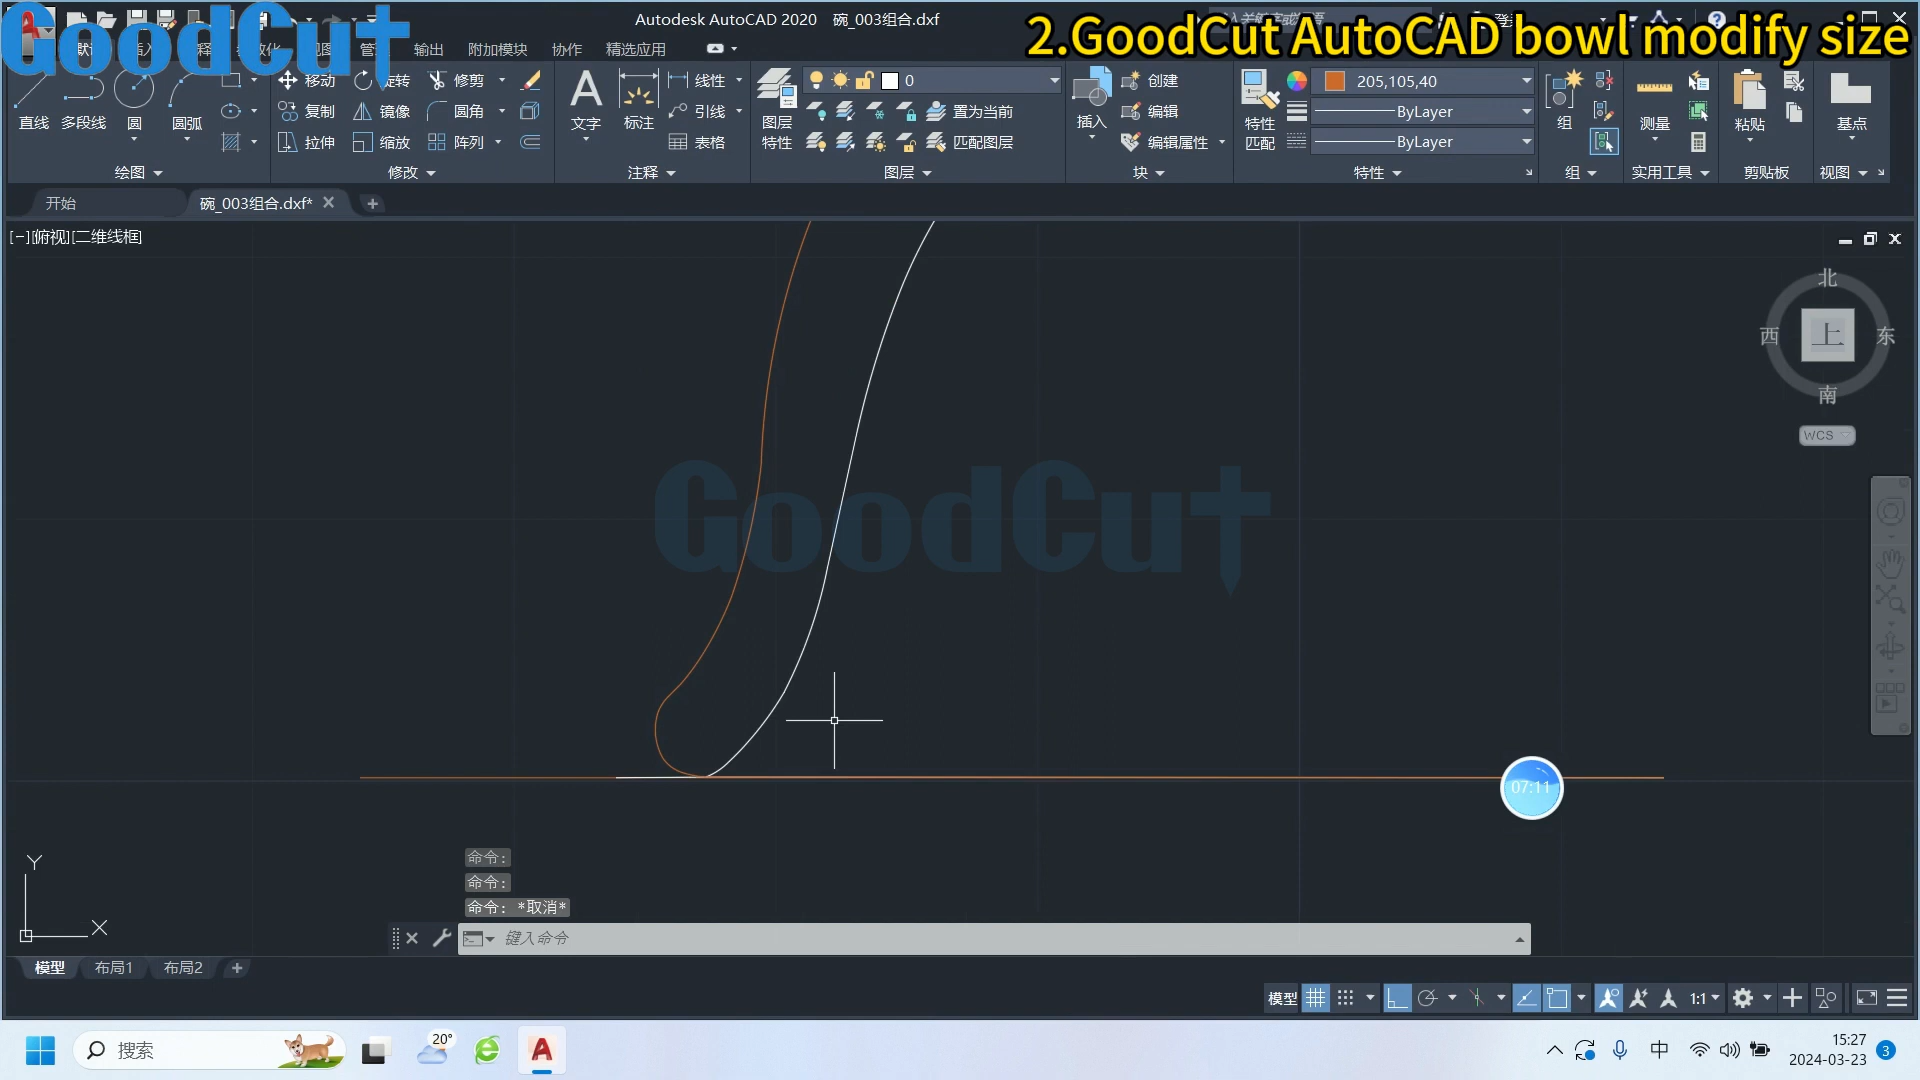 GoodCut
Autodesk AutoCAD 2020 碗_003组合.dxf
2.GoodCut AutoCAD bowl modify size
输出 附加模块 协作 精选应用
移动 旋转 修剪 线性 0 创建 205,105,40
直线 多段线 圆 圆弧
复制 镜像 圆角 文字 标注 引线 图层 置为当前 插入 编辑 特性 ByLayer 组 测量 粘贴 基点
拉伸 缩放 阵列 表格 特性 匹配图层 编辑属性 匹配 ByLayer
绘图 修改 注释 图层 块 特性 组 实用工具 剪贴板 视图
开始 碗_003组合.dxf*
[−][俯视][二维线框]
北
西 上 东
南
WCS
GoodCut
07:11
Y
X
命令:
命令:
命令: *取消*
键入命令
模型 布局1 布局2
模型 1:1
搜索 20° 中 15:27
2024-03-23 3